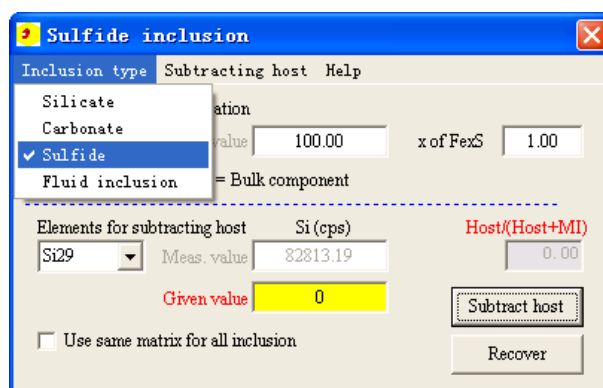 Sulfide inclusion
Inclusion type Subtracting host Help
Silicate
Carbonate
Sulfide
Fluid inclusion
ation
value 100.00 x of FexS 1.00
= Bulk component
Elements for subtracting host Si (cps) Host/(Host+MI)
Si29 Meas. value 82813.19 0.00
Given value 0 Subtract host
Use same matrix for all inclusion
Recover